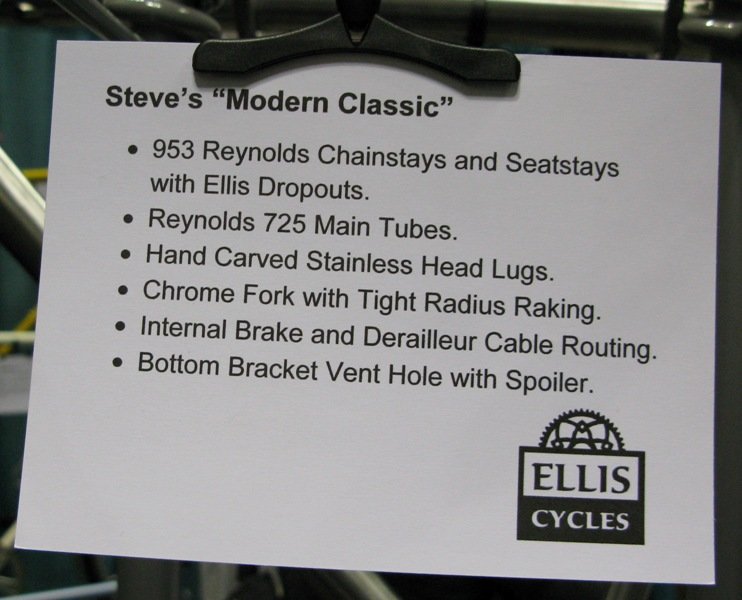 Steve's “Modern Classic”
• 953 Reynolds Chainstays and Seatstays
with Ellis Dropouts.
• Reynolds 725 Main Tubes.
• Hand Carved Stainless Head Lugs.
• Chrome Fork with Tight Radius Raking.
• Internal Brake and Derailleur Cable Routing.
• Bottom Bracket Vent Hole with Spoiler.
ELLIS
CYCLES